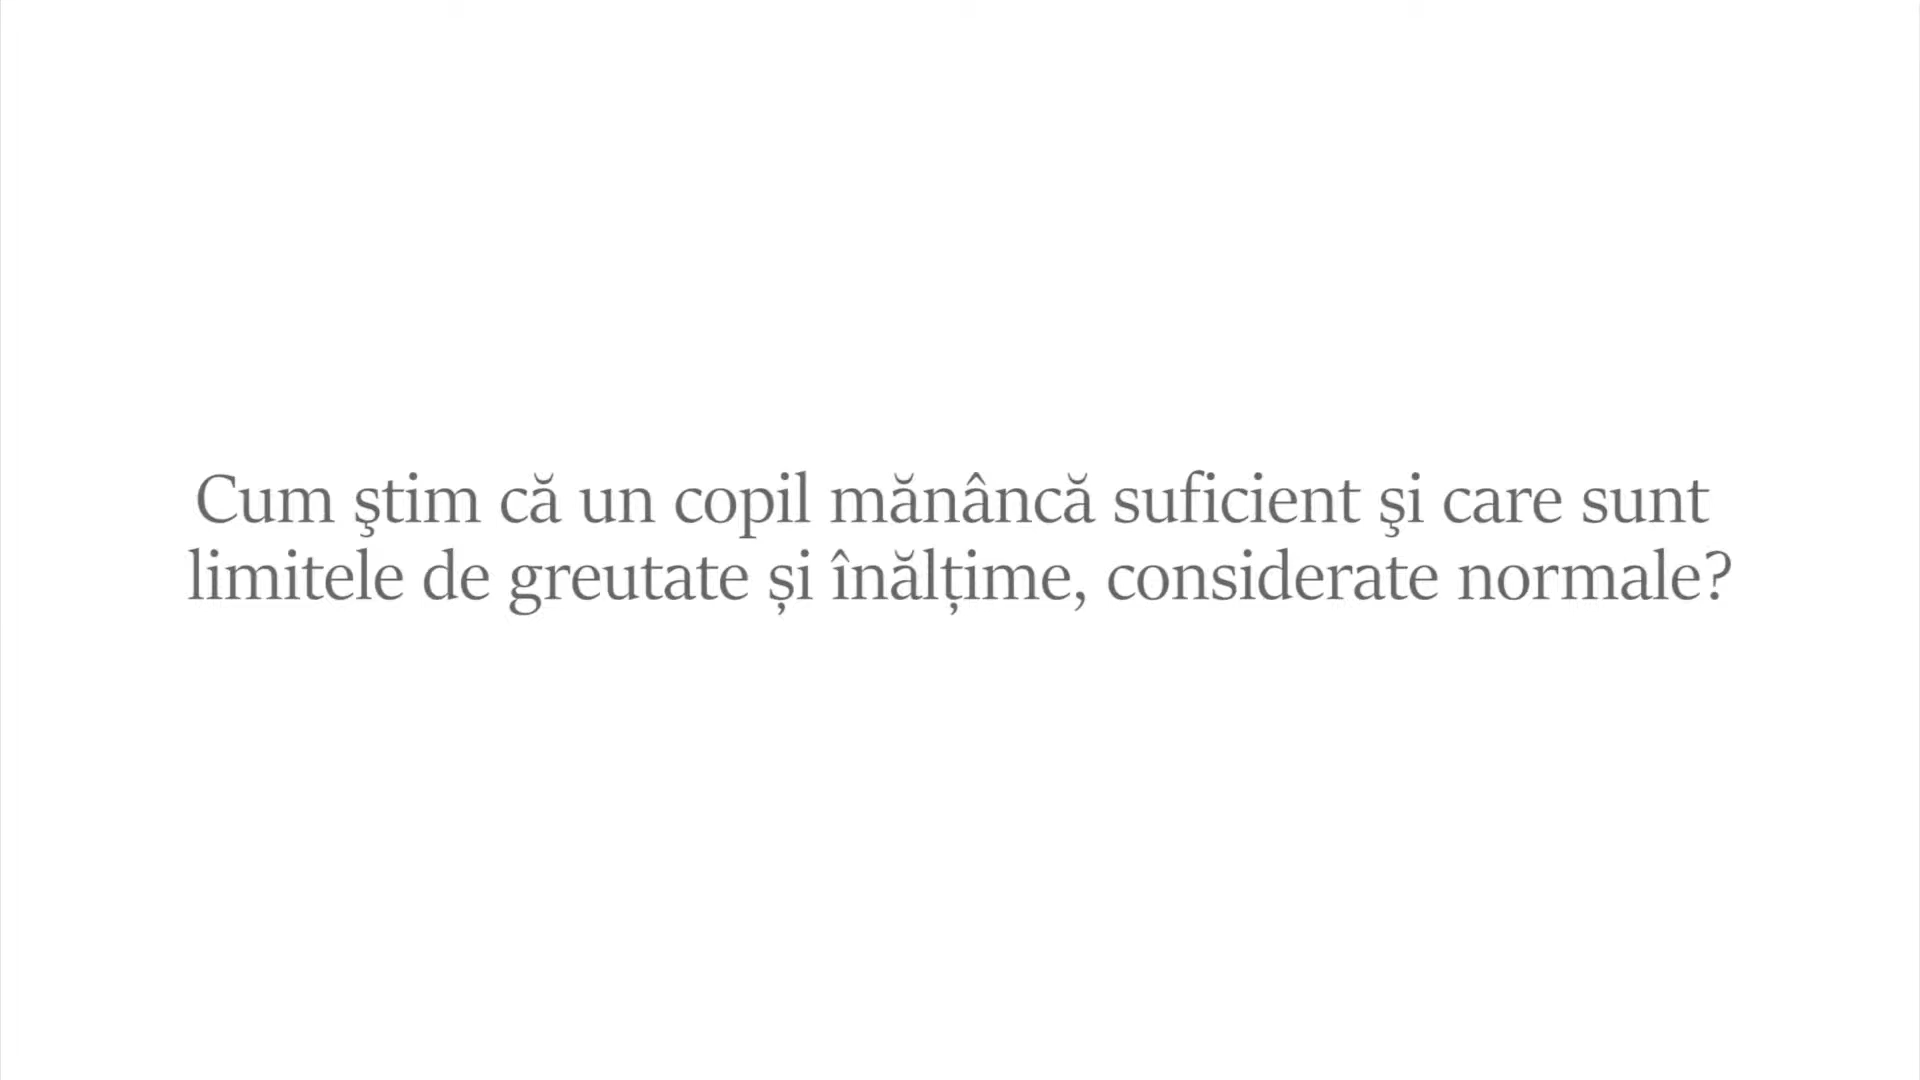 Cum ştim că un copil mănâncă suficient şi care sunt
limitele de greutate și înălțime, considerate normale?